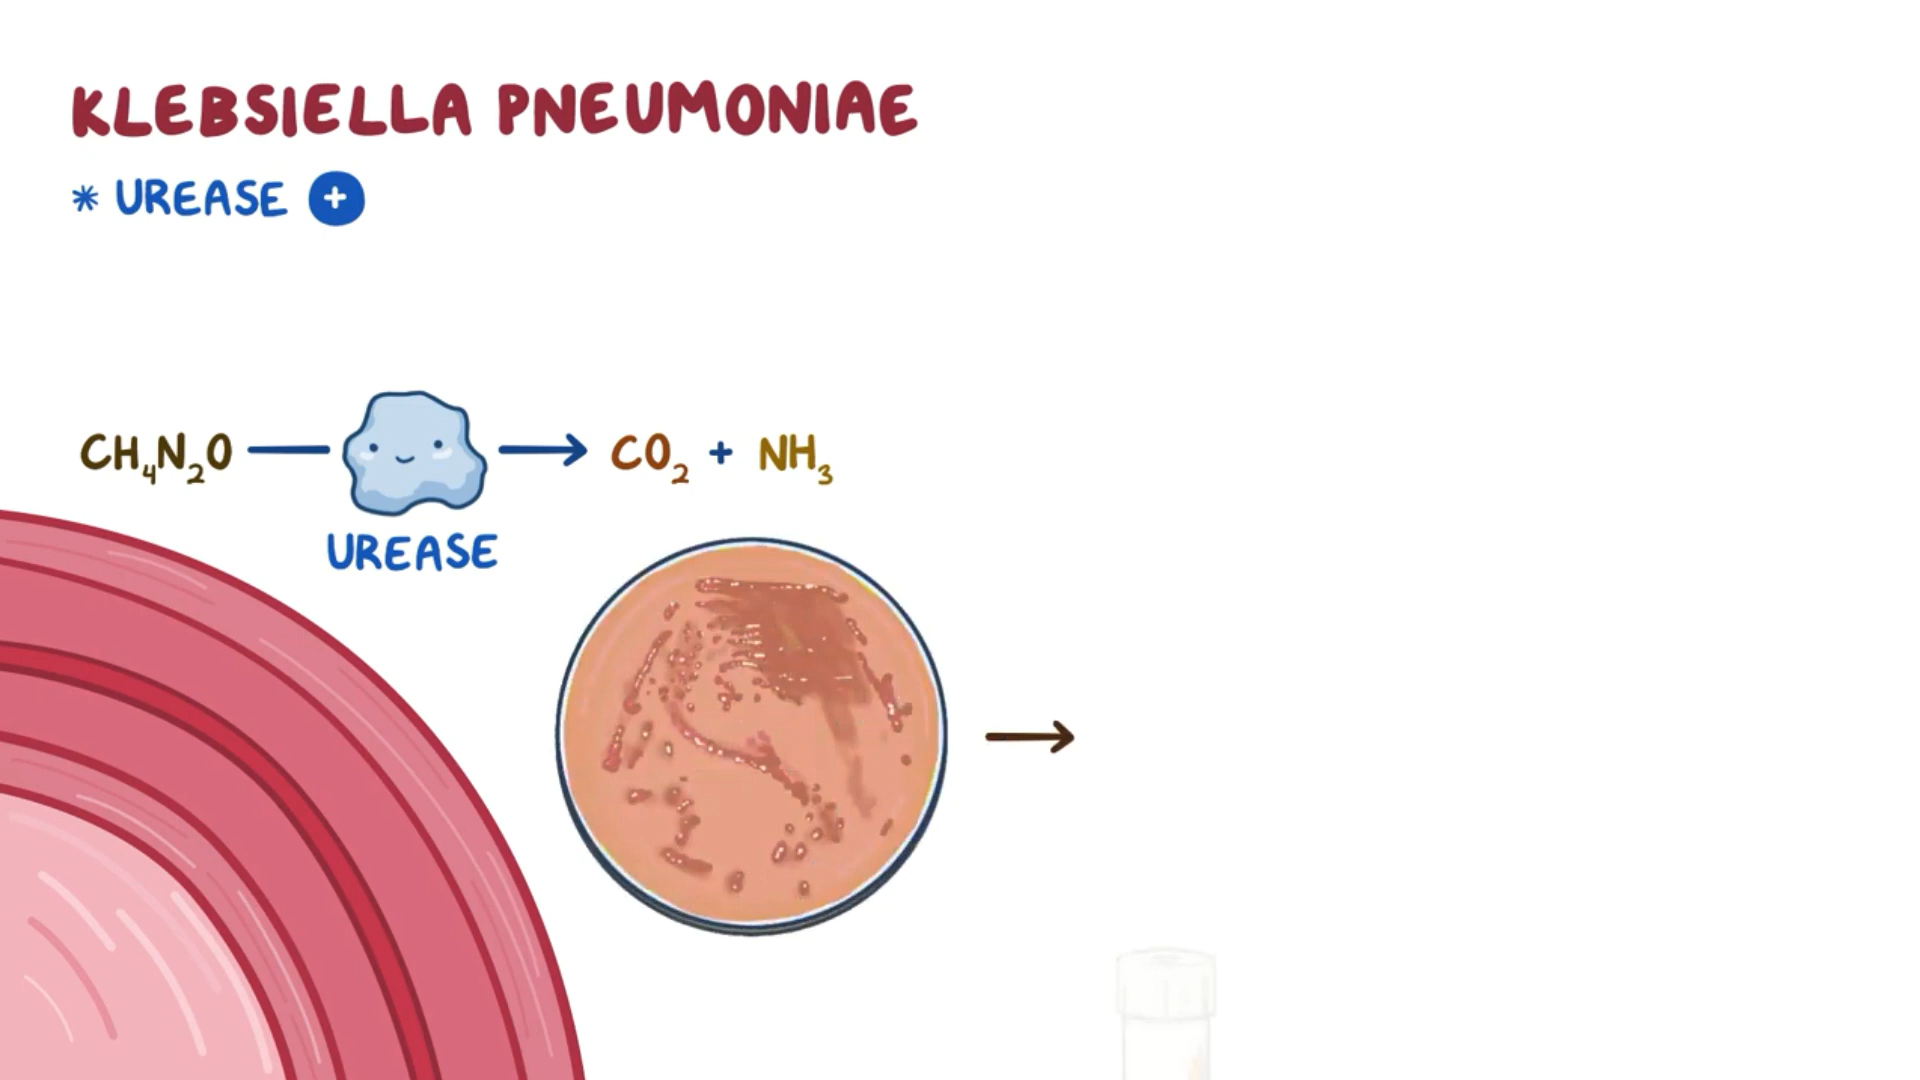 KLEBSIELLA PNEUMONIAE
* UREASE +
CH₄N₂O → CO₂ + NH₃
UREASE